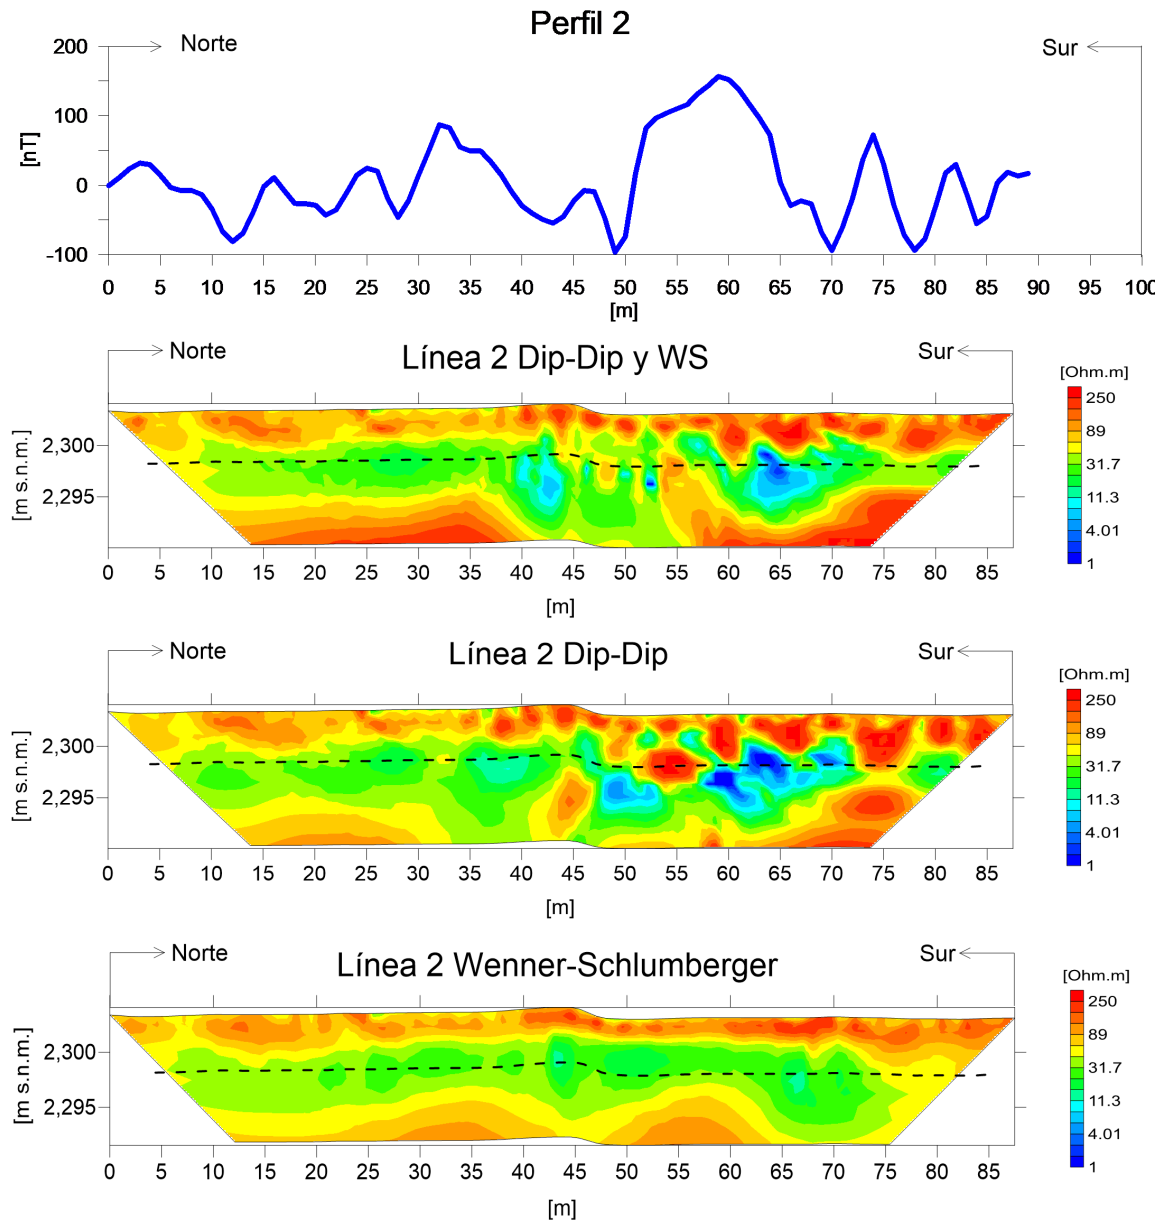 Perfil 2
Norte
Sur
200
100
0
-100
[nT]
0 5 10 15 20 25 30 35 40 45 50 55 60 65 70 75 80 85 90 95 100
[m]
Norte
Línea 2 Dip-Dip y WS
Sur
[Ohm.m]
250
89
31.7
11.3
4.01
1
2,300
2,295
[m s.n.m.]
0 5 10 15 20 25 30 35 40 45 50 55 60 65 70 75 80 85
[m]
Norte
Línea 2 Dip-Dip
Sur
[Ohm.m]
250
89
31.7
11.3
4.01
1
2,300
2,295
[m s.n.m.]
0 5 10 15 20 25 30 35 40 45 50 55 60 65 70 75 80 85
[m]
Norte
Línea 2 Wenner-Schlumberger
Sur
[Ohm.m]
250
89
31.7
11.3
4.01
1
2,300
2,295
[m s.n.m.]
0 5 10 15 20 25 30 35 40 45 50 55 60 65 70 75 80 85
[m]